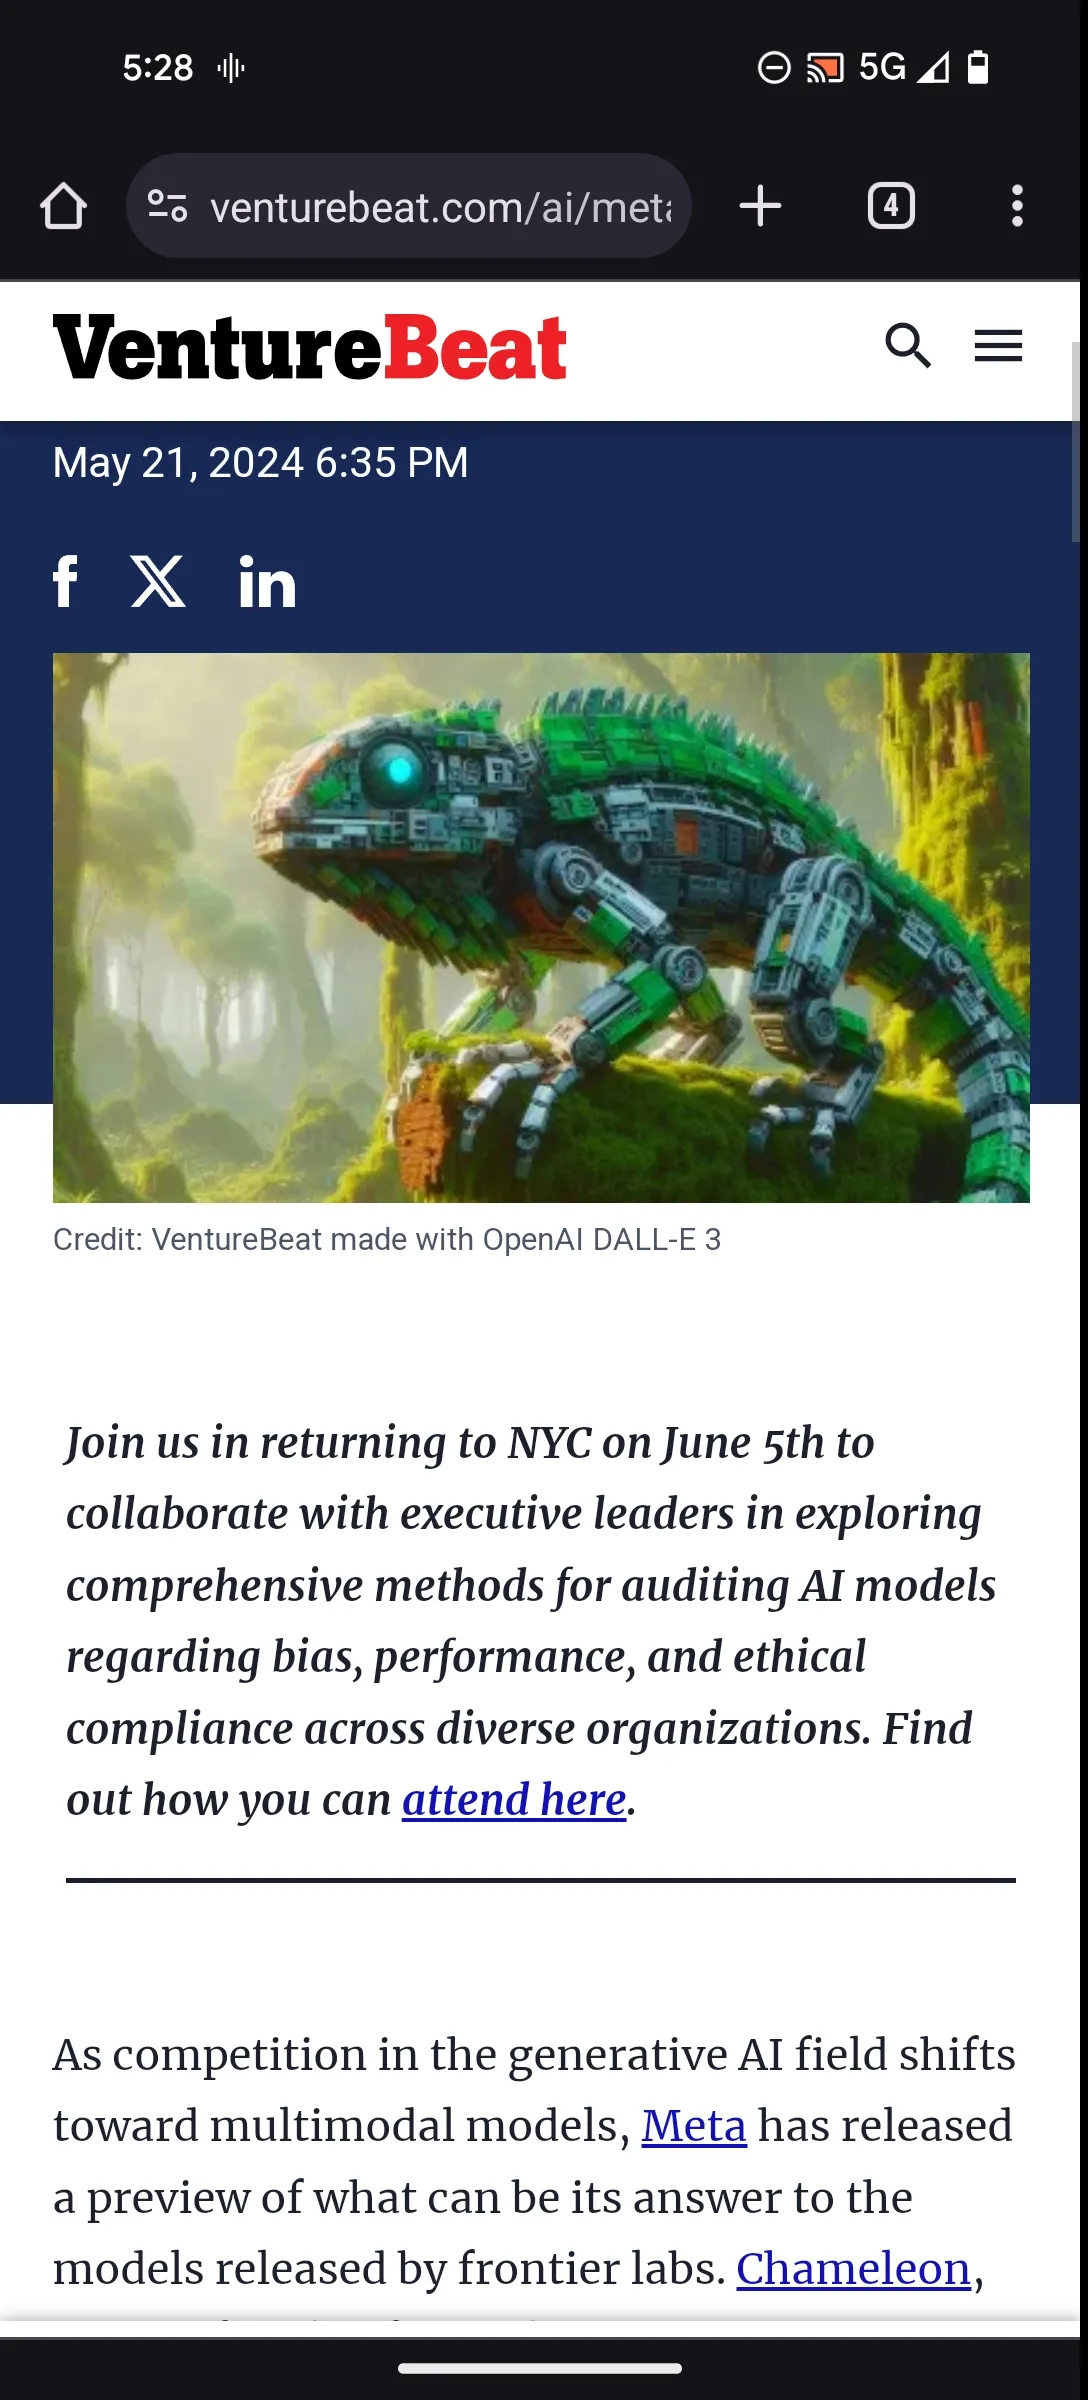 5:28
5G
venturebeat.com/ai/meta
4
VentureBeat
May 21, 2024 6:35 PM
Credit: VentureBeat made with OpenAI DALL-E 3
Join us in returning to NYC on June 5th to
collaborate with executive leaders in exploring
comprehensive methods for auditing AI models
regarding bias, performance, and ethical
compliance across diverse organizations. Find
out how you can attend here.
As competition in the generative AI field shifts
toward multimodal models, Meta has released
a preview of what can be its answer to the
models released by frontier labs. Chameleon,